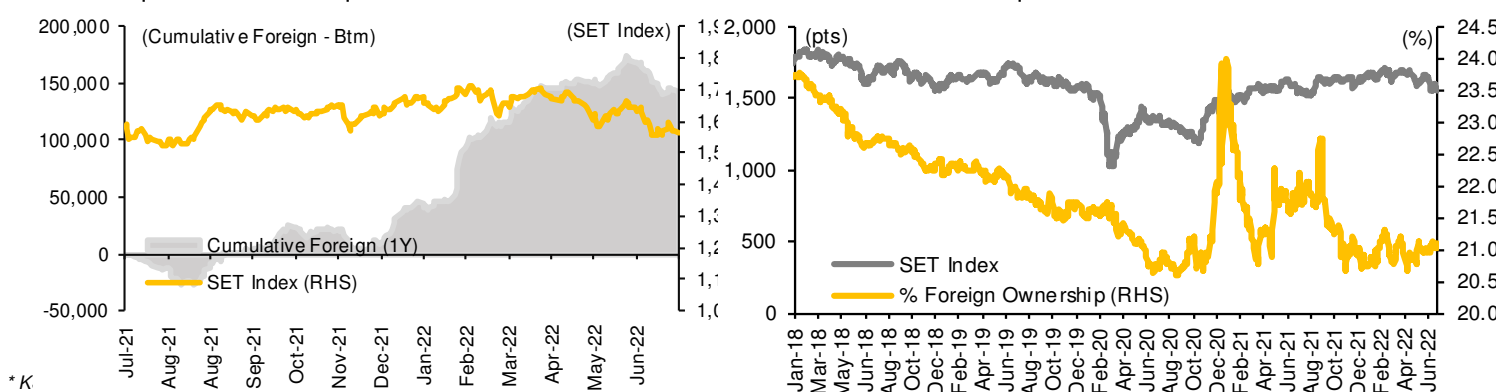 200,000
150,000
100,000
50,000
0
-50,000
(Cumulative Foreign - Btm)
(SET Index)
Cumulative Foreign (1Y)
SET Index (RHS)
Jul-21
Aug-21
Aug-21
Sep-21
Oct-21
Nov-21
Dec-21
Jan-22
Feb-22
Mar-22
Apr-22
May-22
Jun-22
2,000
1,500
1,000
500
0
(pts)
(%)
24.5
24.0
23.5
23.0
22.5
22.0
21.5
21.0
20.5
20.0
SET Index
% Foreign Ownership (RHS)
Jan-18
Mar-18
May-18
Jun-18
Aug-18
Oct-18
Dec-18
Feb-19
Apr-19
Jun-19
Aug-19
Oct-19
Dec-19
Feb-20
Apr-20
Jun-20
Aug-20
Oct-20
Dec-20
Feb-21
Apr-21
Jun-21
Aug-21
Oct-21
Dec-21
Feb-22
Apr-22
Jun-22
* K